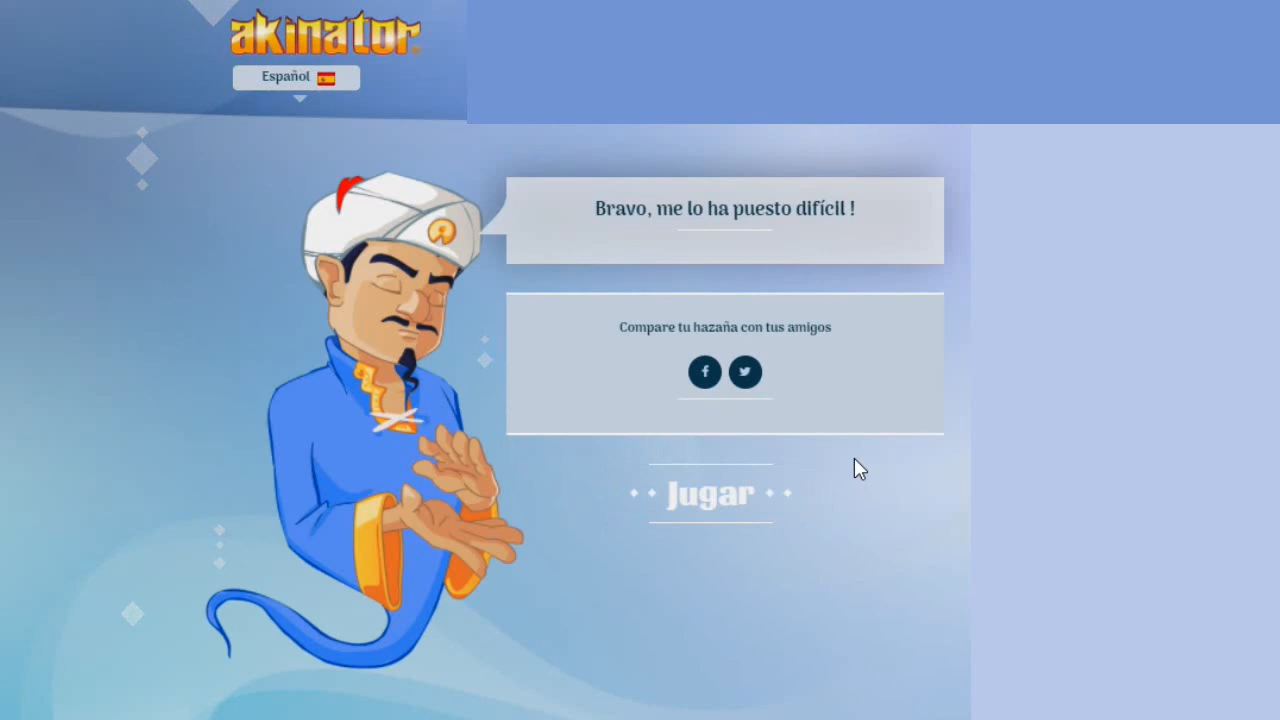 akinator
Español
Bravo, me lo ha puesto difícil !
Compare tu hazaña con tus amigos
Jugar